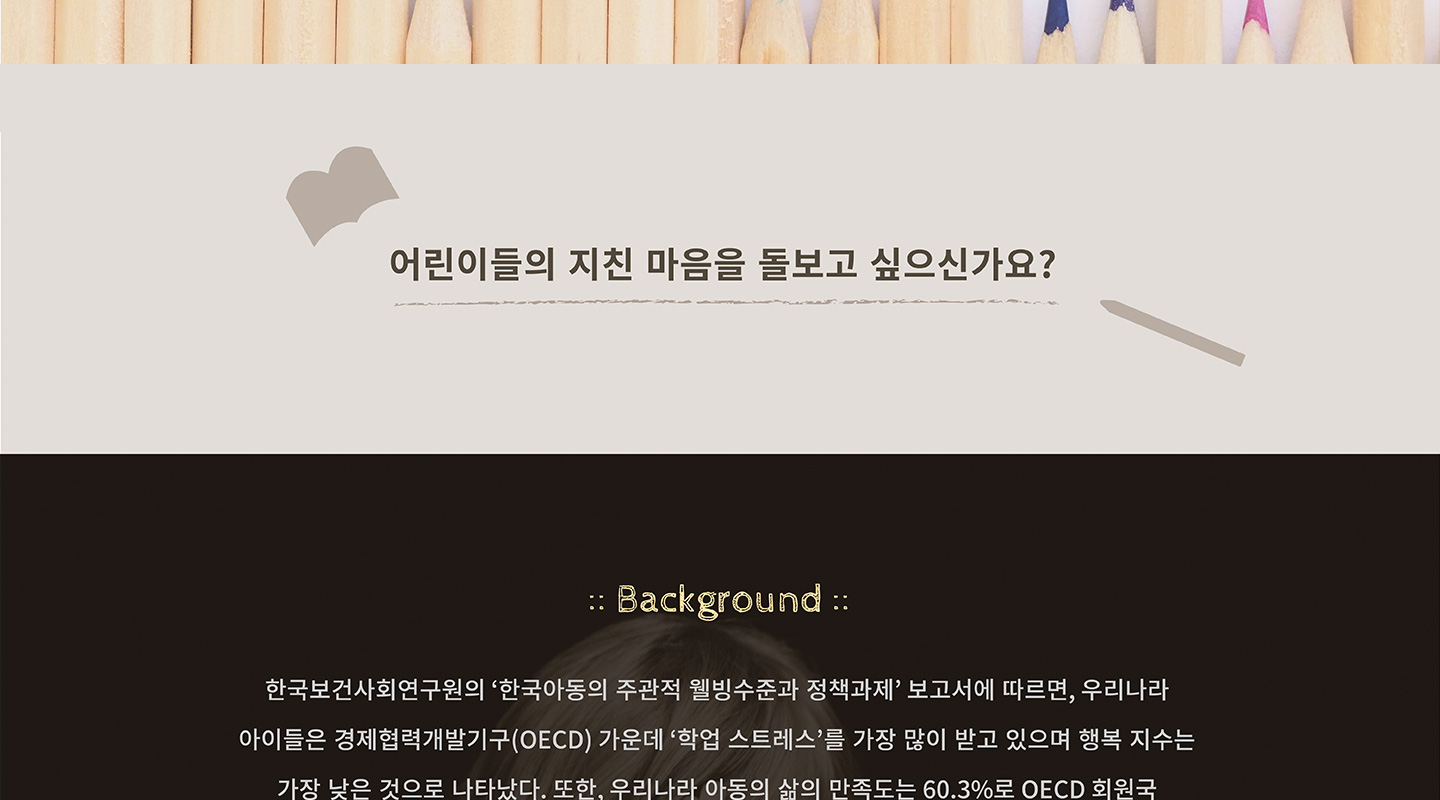 어린이들의 지친 마음을 돌보고 싶으신가요?
:: Background ::
한국보건사회연구원의 ‘한국아동의 주관적 웰빙수준과 정책과제’ 보고서에 따르면, 우리나라
아이들은 경제협력개발기구(OECD) 가운데 ‘학업 스트레스’를 가장 많이 받고 있으며 행복 지수는
가장 낮은 것으로 나타났다. 또한, 우리나라 아동의 삶의 만족도는 60.3%로 OECD 회원국